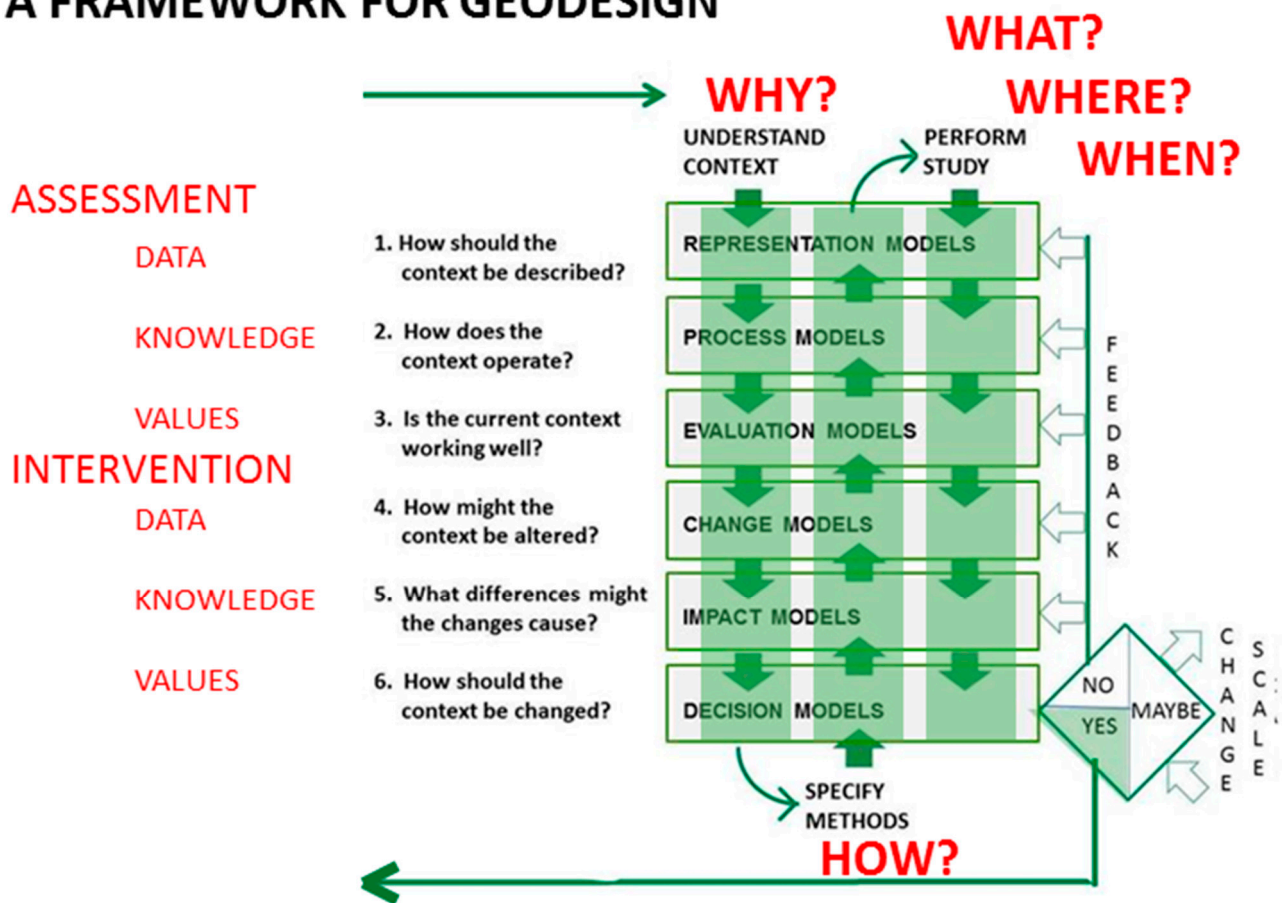 A FRAMEWORK FOR GEODESIGN
WHAT?
WHY?
WHERE?
WHEN?
UNDERSTAND
CONTEXT
PERFORM
STUDY
ASSESSMENT
DATA
1. How should the
context be described?
REPRESENTATION MODELS
KNOWLEDGE
2. How does the
context operate?
PROCESS MODELS
VALUES
3. Is the current context
working well?
EVALUATION MODELS
INTERVENTION
DATA
4. How might the
context be altered?
CHANGE MODELS
KNOWLEDGE
5. What differences might
the changes cause?
IMPACT MODELS
VALUES
6. How should the
context be changed?
DECISION MODELS
FEEDBACK
NO
MAYBE
YES
CHANGE
SCALE
SPECIFY
METHODS
HOW?